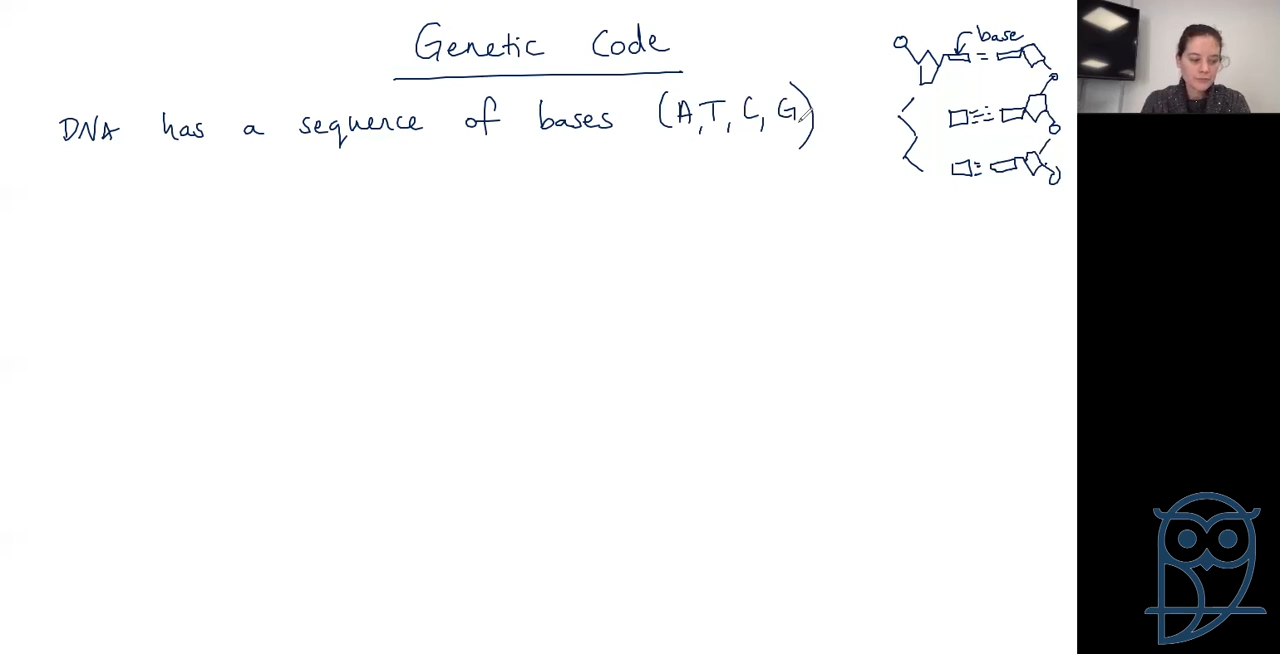 Genetic Code
base
DNA has a sequence of bases (A, T, C, G)